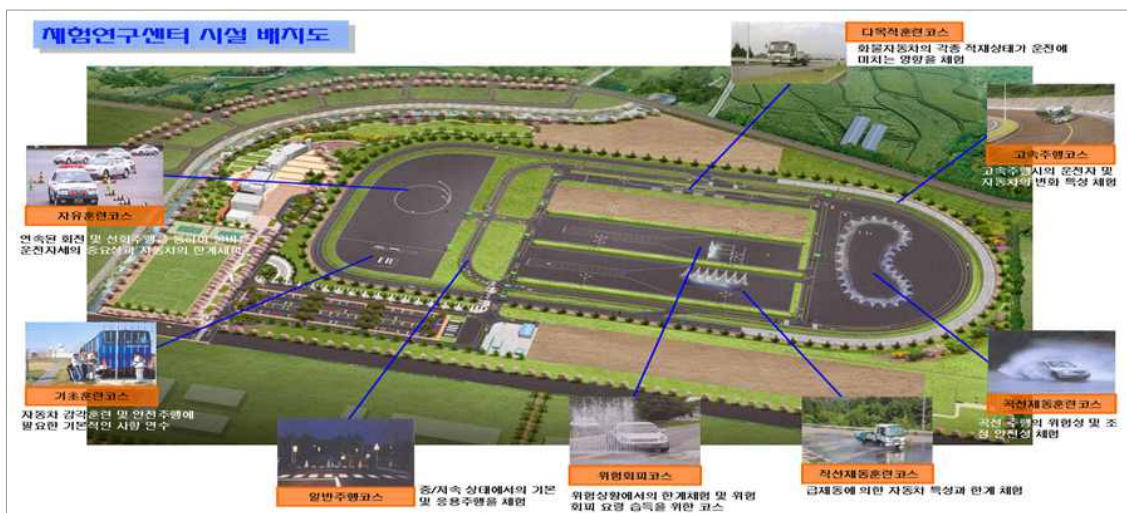 체험연구센터 시설 배치도
다목적훈련코스
화물자동차의 각종 적재상태가 운전에
미치는 영향을 체험
고속주행코스
고속주행시의 운전자 및
자동차의 변화 특성 체험
자유훈련코스
연속된 회전 및 선회주행을 통하여 올바른
운전자세의 중요성과 자동차의 한계체험
기초훈련코스
자동차 감각훈련 및 안전주행에
필요한 기본적인 사항 연수
일반주행코스
중/저속 상태에서의 기본
및 응용주행을 체험
위험회피코스
위험상황에서의 한계체험 및 위험
회피 요령 습득을 위한 코스
직선제동훈련코스
급제동에 의한 자동차 특성과 한계 체험
곡선제동훈련코스
곡선 주행의 위험성 및 조
정 안전성 체험